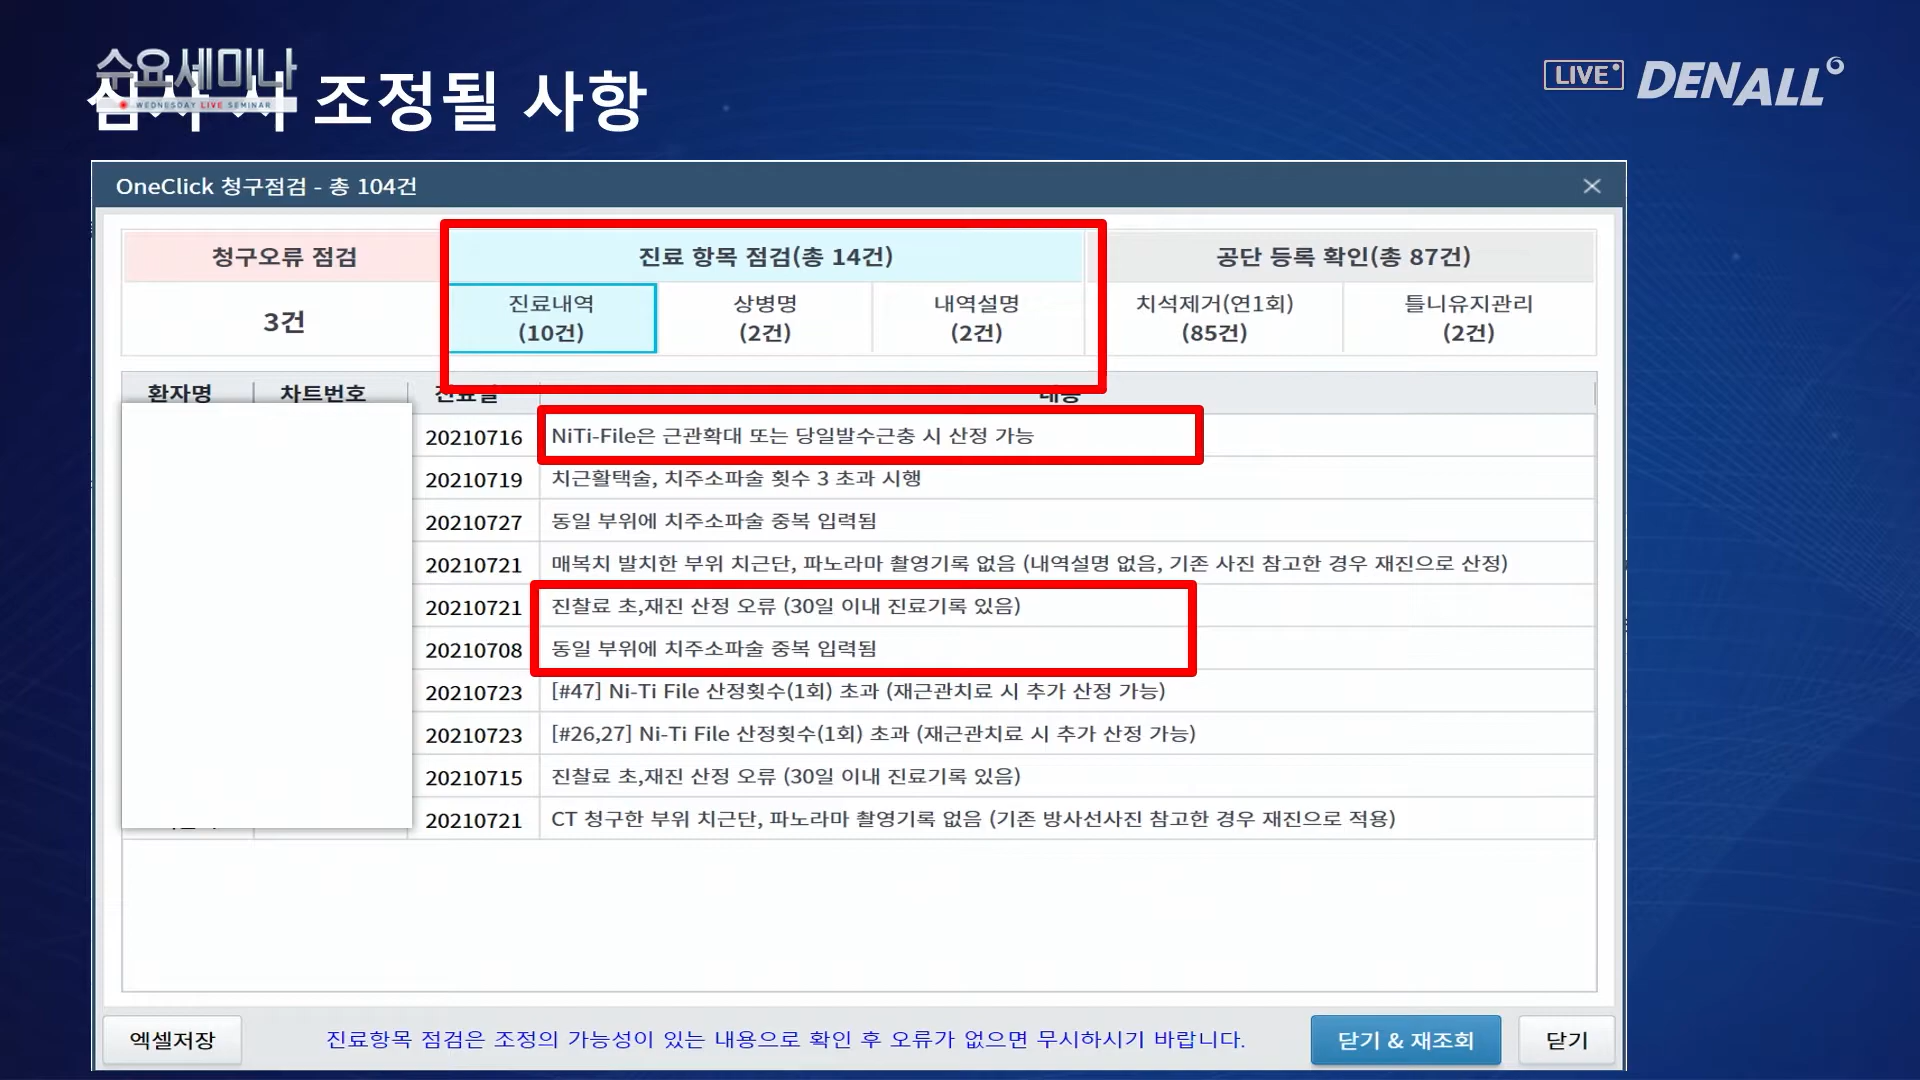 수요세미나
WEDNESDAY LIVE SEMINAR
심사 시 조정될 사항
LIVE
DENALL
OneClick 청구점검 - 총 104건
청구오류 점검
진료 항목 점검(총 14건)
공단 등록 확인(총 87건)
3건
진료내역
(10건)
상병명
(2건)
내역설명
(2건)
치석제거(연1회)
(85건)
틀니유지관리
(2건)
환자명 차트번호 진료일 내용
20210716 NiTi-File은 근관확대 또는 당일발수근충 시 산정 가능
20210719 치근활택술, 치주소파술 횟수 3 초과 시행
20210727 동일 부위에 치주소파술 중복 입력됨
20210721 매복치 발치한 부위 치근단, 파노라마 촬영기록 없음 (내역설명 없음, 기존 사진 참고한 경우 재진으로 산정)
20210721 진찰료 초,재진 산정 오류 (30일 이내 진료기록 있음)
20210708 동일 부위에 치주소파술 중복 입력됨
20210723 [#47] Ni-Ti File 산정횟수(1회) 초과 (재근관치료 시 추가 산정 가능)
20210723 [#26,27] Ni-Ti File 산정횟수(1회) 초과 (재근관치료 시 추가 산정 가능)
20210715 진찰료 초,재진 산정 오류 (30일 이내 진료기록 있음)
20210721 CT 청구한 부위 치근단, 파노라마 촬영기록 없음 (기존 방사선사진 참고한 경우 재진으로 적용)
엑셀저장
진료항목 점검은 조정의 가능성이 있는 내용으로 확인 후 오류가 없으면 무시하시기 바랍니다.
닫기 & 재조회
닫기